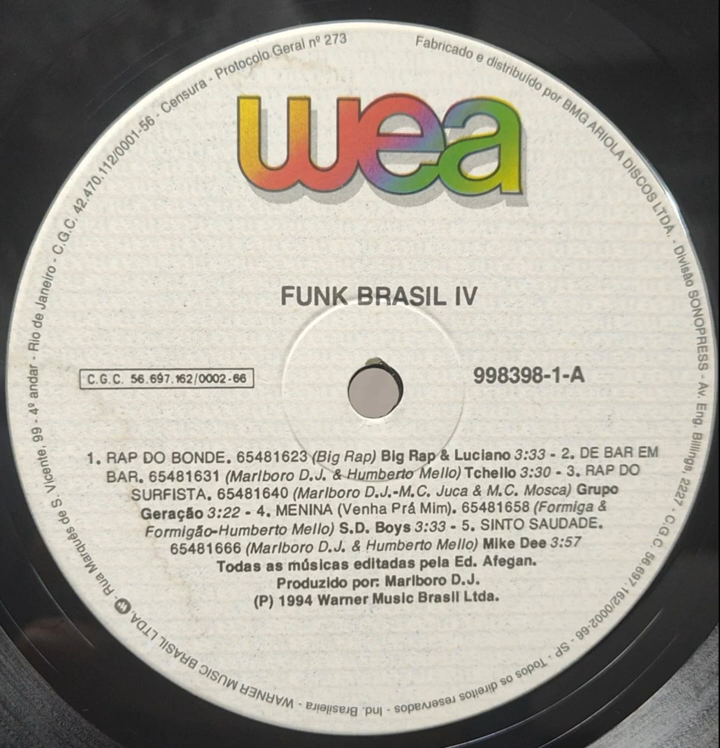 wea
FUNK BRASIL IV
C.G.C. 56.697.162/0002-66
998398-1-A
1. RAP DO BONDE. 65481623 (Big Rap) Big Rap & Luciano 3:33 - 2. DE BAR EM
BAR. 65481631 (Marlboro D.J. & Humberto Mello) Tchello 3:30 - 3. RAP DO
SURFISTA. 65481640 (Marlboro D.J.-M.C. Juca & M.C. Mosca) Grupo
Geração 3:22 - 4. MENINA (Venha Prá Mim). 65481658 (Formiga &
Formigão-Humberto Mello) S.D. Boys 3:33 - 5. SINTO SAUDADE.
65481666 (Marlboro D.J. & Humberto Mello) Mike Dee 3:57
Todas as músicas editadas pela Ed. Afegan.
Produzido por: Marlboro D.J.
(P) 1994 Warner Music Brasil Ltda.
Fabricado e distribuído por BMG ARIOLA DISCOS LTDA. - Divisão SONOPRESS - Av. Eng. Billings, 2227 - C.G.C. 56.697.162/0002-66 - SP - Todos os direitos reservados - Ind. Brasileira - WARNER MUSIC BRASIL LTDA. - Rua Marquês de S. Vicente, 99 - 4º andar - Rio de Janeiro - C.G.C. 42.470.112/0001-56 - Censura - Protocolo Geral nº 273